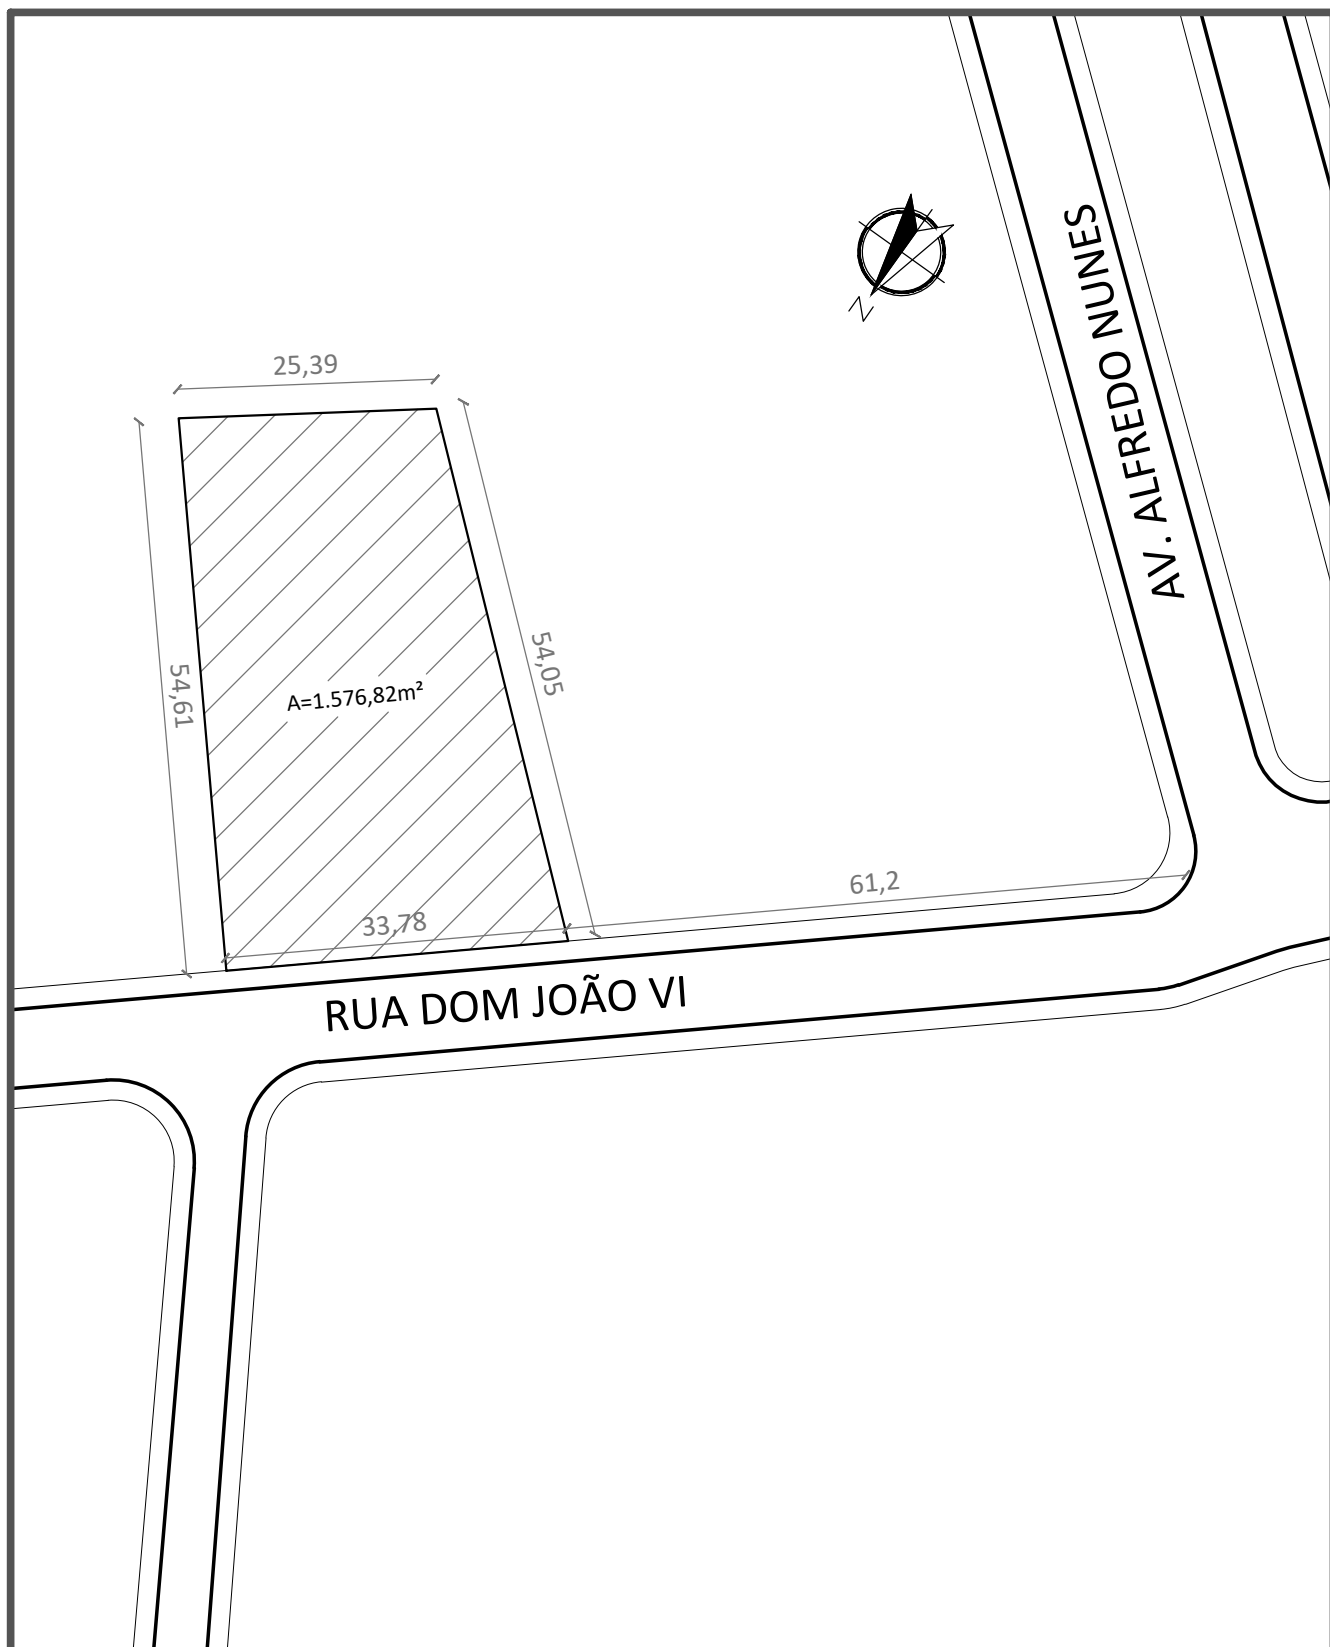 AV. ALFREDO NUNES
N
25,39
54,61
54,05
A=1.576,82m²
61,2
33,78
RUA DOM JOÃO VI